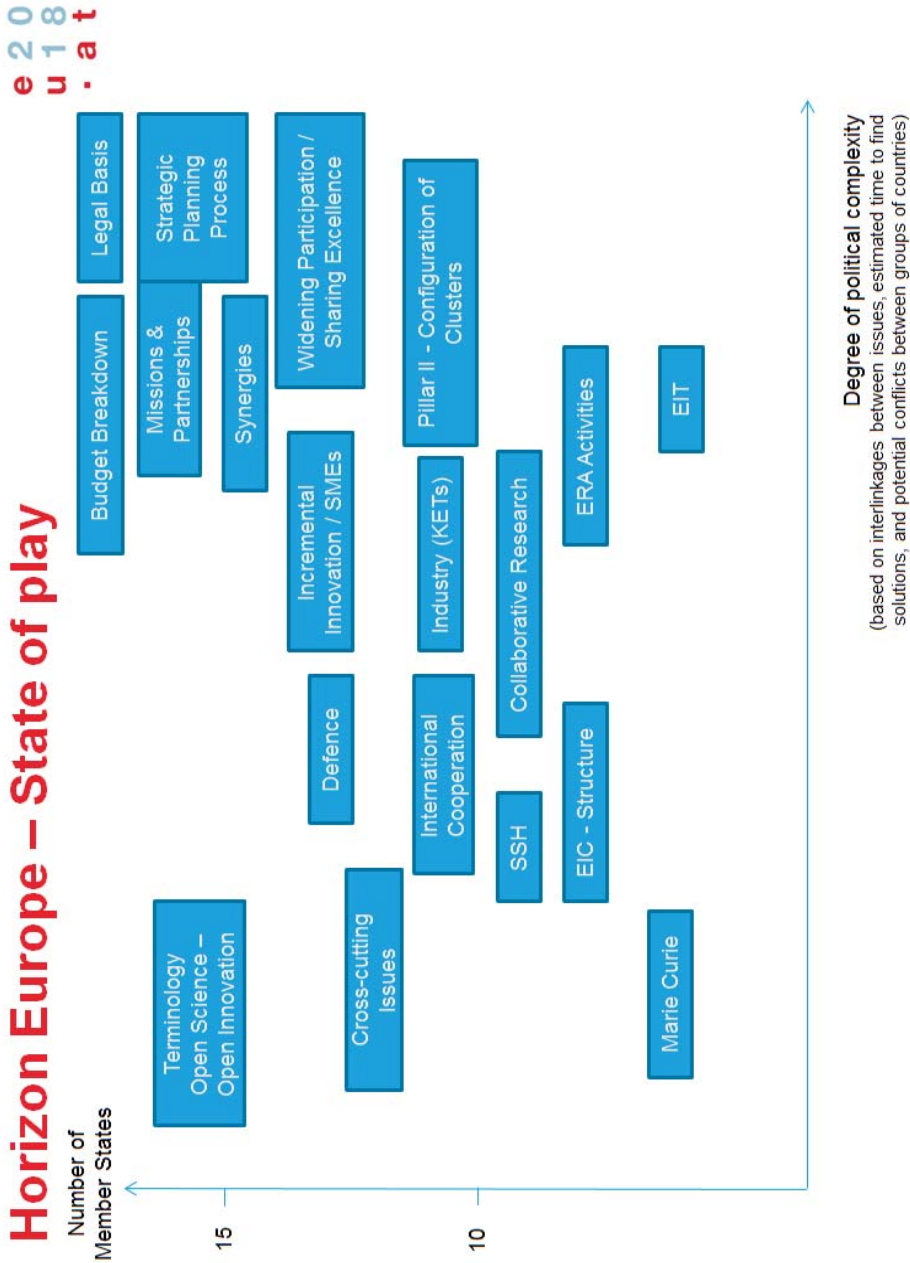 Horizon Europe – State of play
e 2 0
u 1 8
. a t
Number of
Member States
15
10
Budget Breakdown
Legal Basis
Terminology
Open Science –
Open Innovation
Missions &
Partnerships
Strategic
Planning
Process
Synergies
Defence
Incremental
Innovation / SMEs
Widening Participation /
Sharing Excellence
Cross-cutting
Issues
International
Cooperation
Industry (KETs)
Pillar II - Configuration of
Clusters
SSH
Collaborative Research
EIC - Structure
ERA Activities
Marie Curie
EIT
Degree of political complexity
(based on interlinkages between issues, estimated time to find
solutions, and potential conflicts between groups of countries)